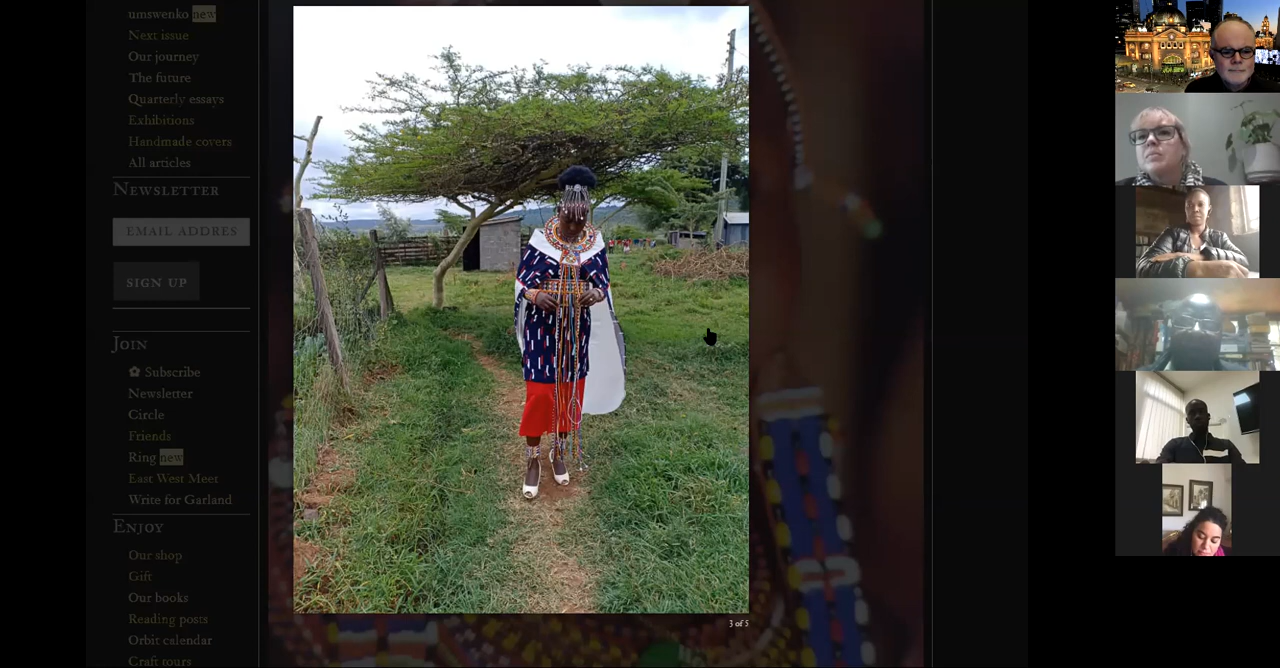 umswenko new
Next issue
Our journey
The future
Quarterly essays
Exhibitions
Handmade covers
All articles
Newsletter
EMAIL ADDRES
SIGN UP
Join
✿ Subscribe
Newsletter
Circle
Friends
Ring new
East West Meet
Write for Garland
Enjoy
Our shop
Gift
Our books
Reading posts
Orbit calendar
Craft tours
3 of 5